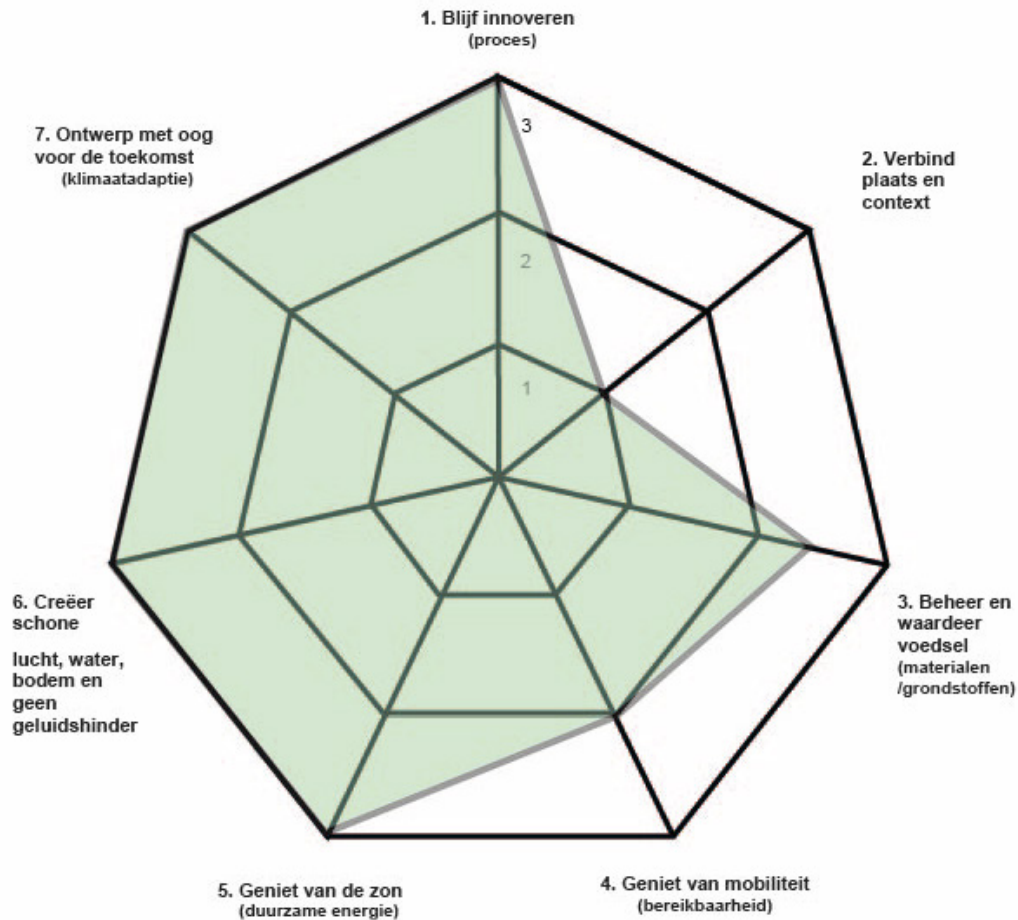 1. Blijf innoveren
(proces)
7. Ontwerp met oog
voor de toekomst
(klimaatadaptie)
3
2. Verbind
plaats en
context
2
1
6. Creëer
schone
lucht, water,
bodem en
geen
geluidshinder
3. Beheer en
waardeer
voedsel
(materialen
/grondstoffen)
5. Geniet van de zon
(duurzame energie)
4. Geniet van mobiliteit
(bereikbaarheid)